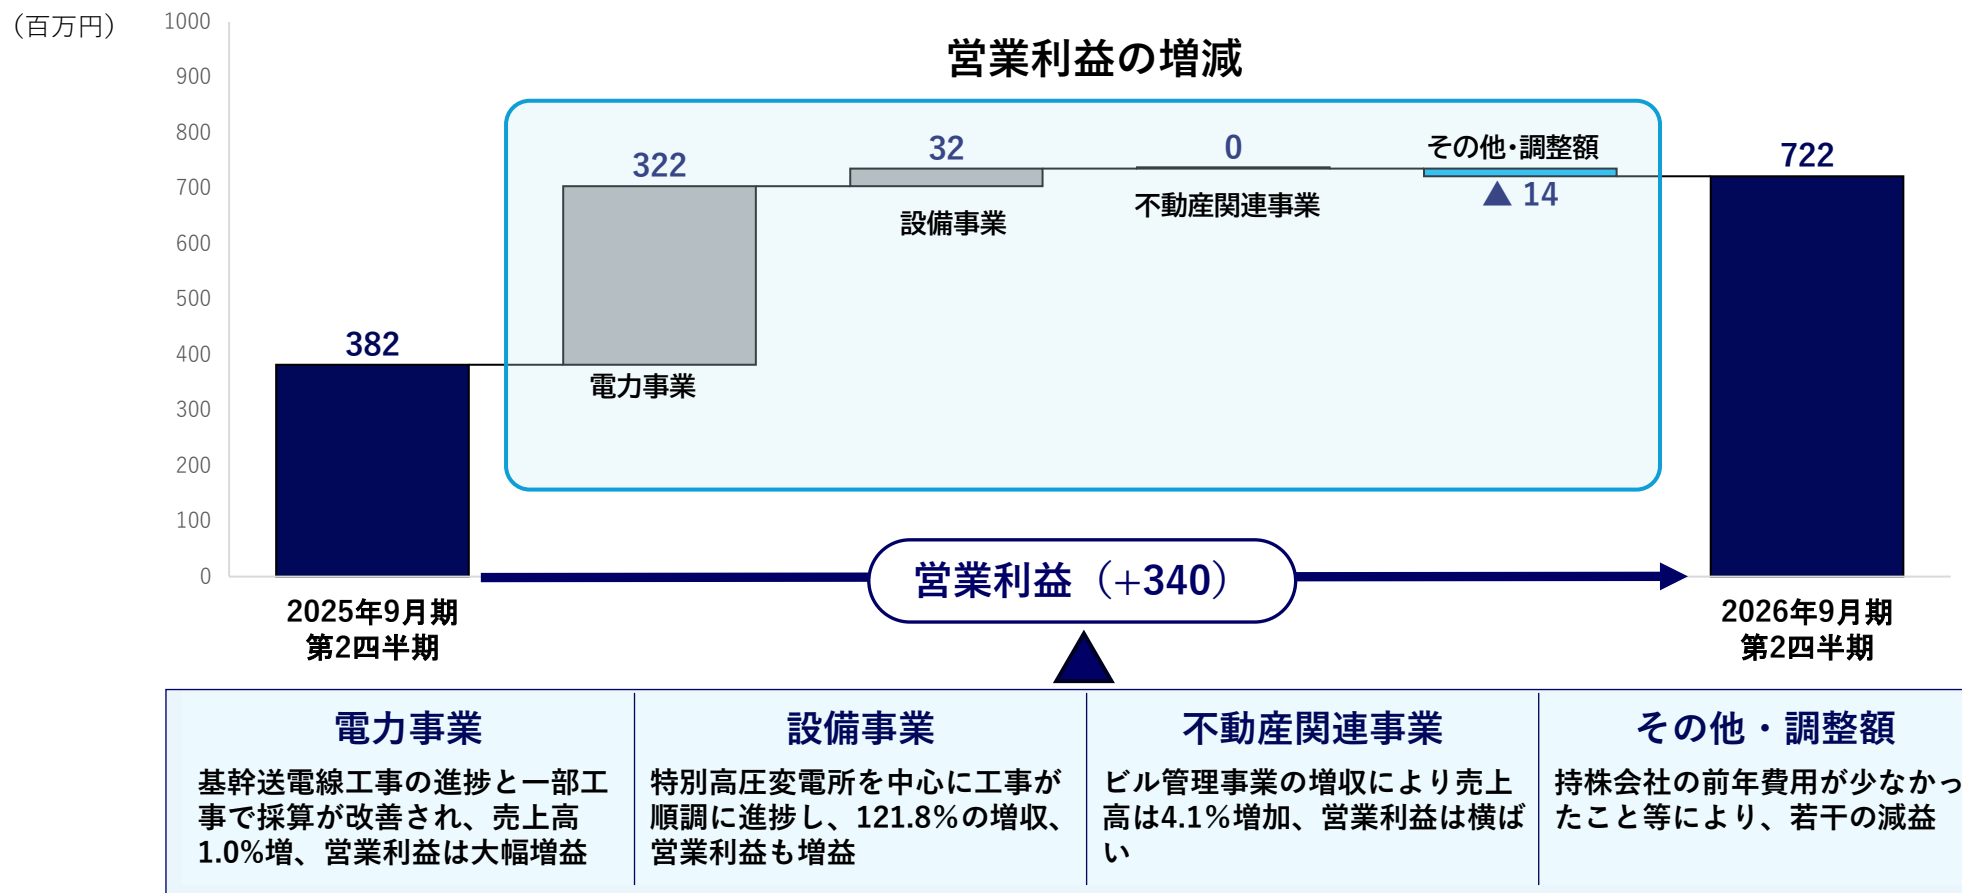 （百万円）
1000
900
800
700
600
500
400
300
200
100
0
営業利益の増減
382
322
電力事業
32
設備事業
0
不動産関連事業
その他・調整額
▲ 14
722
営業利益（+340）
2025年9月期
第2四半期
2026年9月期
第2四半期
電力事業
基幹送電線工事の進捗と一部工
事で採算が改善され、売上高
1.0%増、営業利益は大幅増益
設備事業
特別高圧変電所を中心に工事が
順調に進捗し、121.8%の増収、
営業利益も増益
不動産関連事業
ビル管理事業の増収により売上
高は4.1%増加、営業利益は横ば
い
その他・調整額
持株会社の前年費用が少なかっ
たこと等により、若干の減益